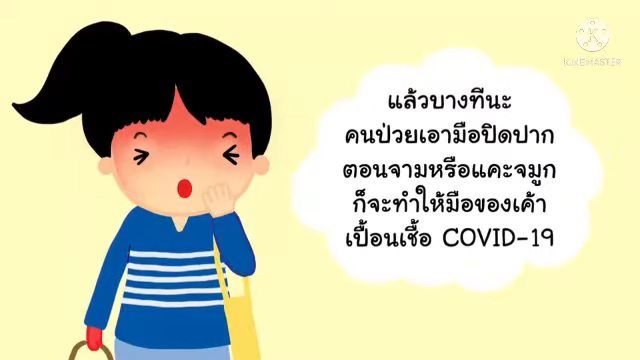 KINEMASTER
แล้วบางทีนะ
คนป่วยเอามือปิดปาก
ตอนจามหรือแคะจมูก
ก็จะทำให้มือของเค้า
เปื้อนเชื้อ COVID-19